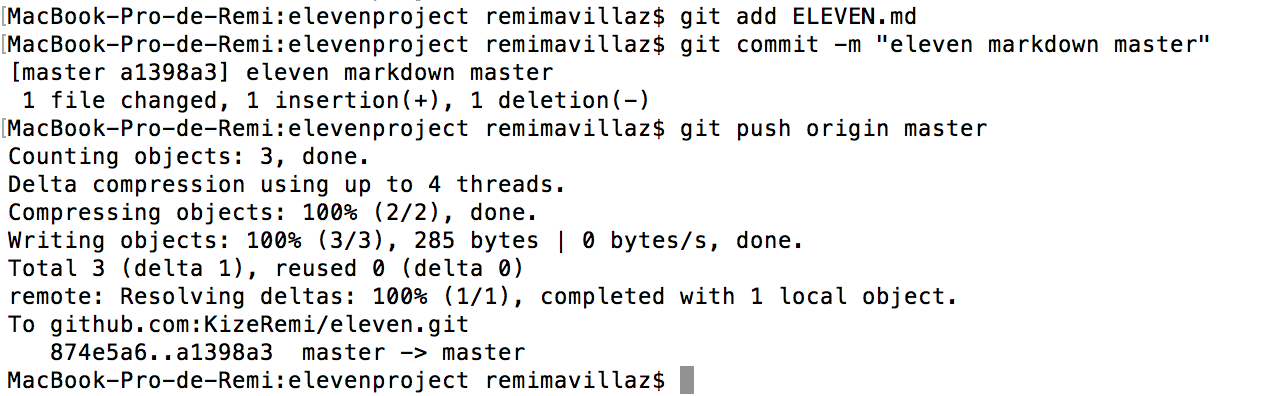 [MacBook-Pro-de-Remi:elevenproject remimavillaz$ git add ELEVEN.md
[MacBook-Pro-de-Remi:elevenproject remimavillaz$ git commit -m "eleven markdown master"
[master a1398a3] eleven markdown master
 1 file changed, 1 insertion(+), 1 deletion(-)
[MacBook-Pro-de-Remi:elevenproject remimavillaz$ git push origin master
Counting objects: 3, done.
Delta compression using up to 4 threads.
Compressing objects: 100% (2/2), done.
Writing objects: 100% (3/3), 285 bytes | 0 bytes/s, done.
Total 3 (delta 1), reused 0 (delta 0)
remote: Resolving deltas: 100% (1/1), completed with 1 local object.
To github.com:KizeRemi/eleven.git
   874e5a6..a1398a3  master -> master
MacBook-Pro-de-Remi:elevenproject remimavillaz$